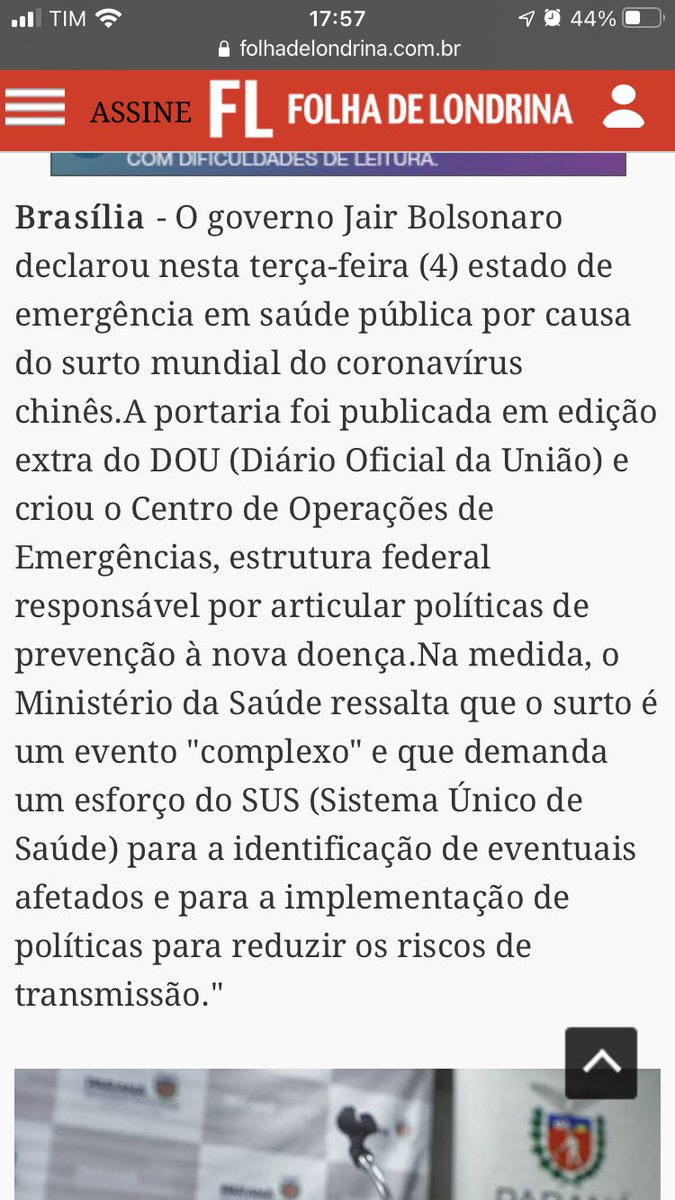 TIM 17:57 44%
folhadelondrina.com.br
ASSINE FL FOLHA DE LONDRINA
COM DIFICULDADES DE LEITURA.
Brasília - O governo Jair Bolsonaro
declarou nesta terça-feira (4) estado de
emergência em saúde pública por causa
do surto mundial do coronavírus
chinês.A portaria foi publicada em edição
extra do DOU (Diário Oficial da União) e
criou o Centro de Operações de
Emergências, estrutura federal
responsável por articular políticas de
prevenção à nova doença.Na medida, o
Ministério da Saúde ressalta que o surto é
um evento "complexo" e que demanda
um esforço do SUS (Sistema Único de
Saúde) para a identificação de eventuais
afetados e para a implementação de
políticas para reduzir os riscos de
transmissão."